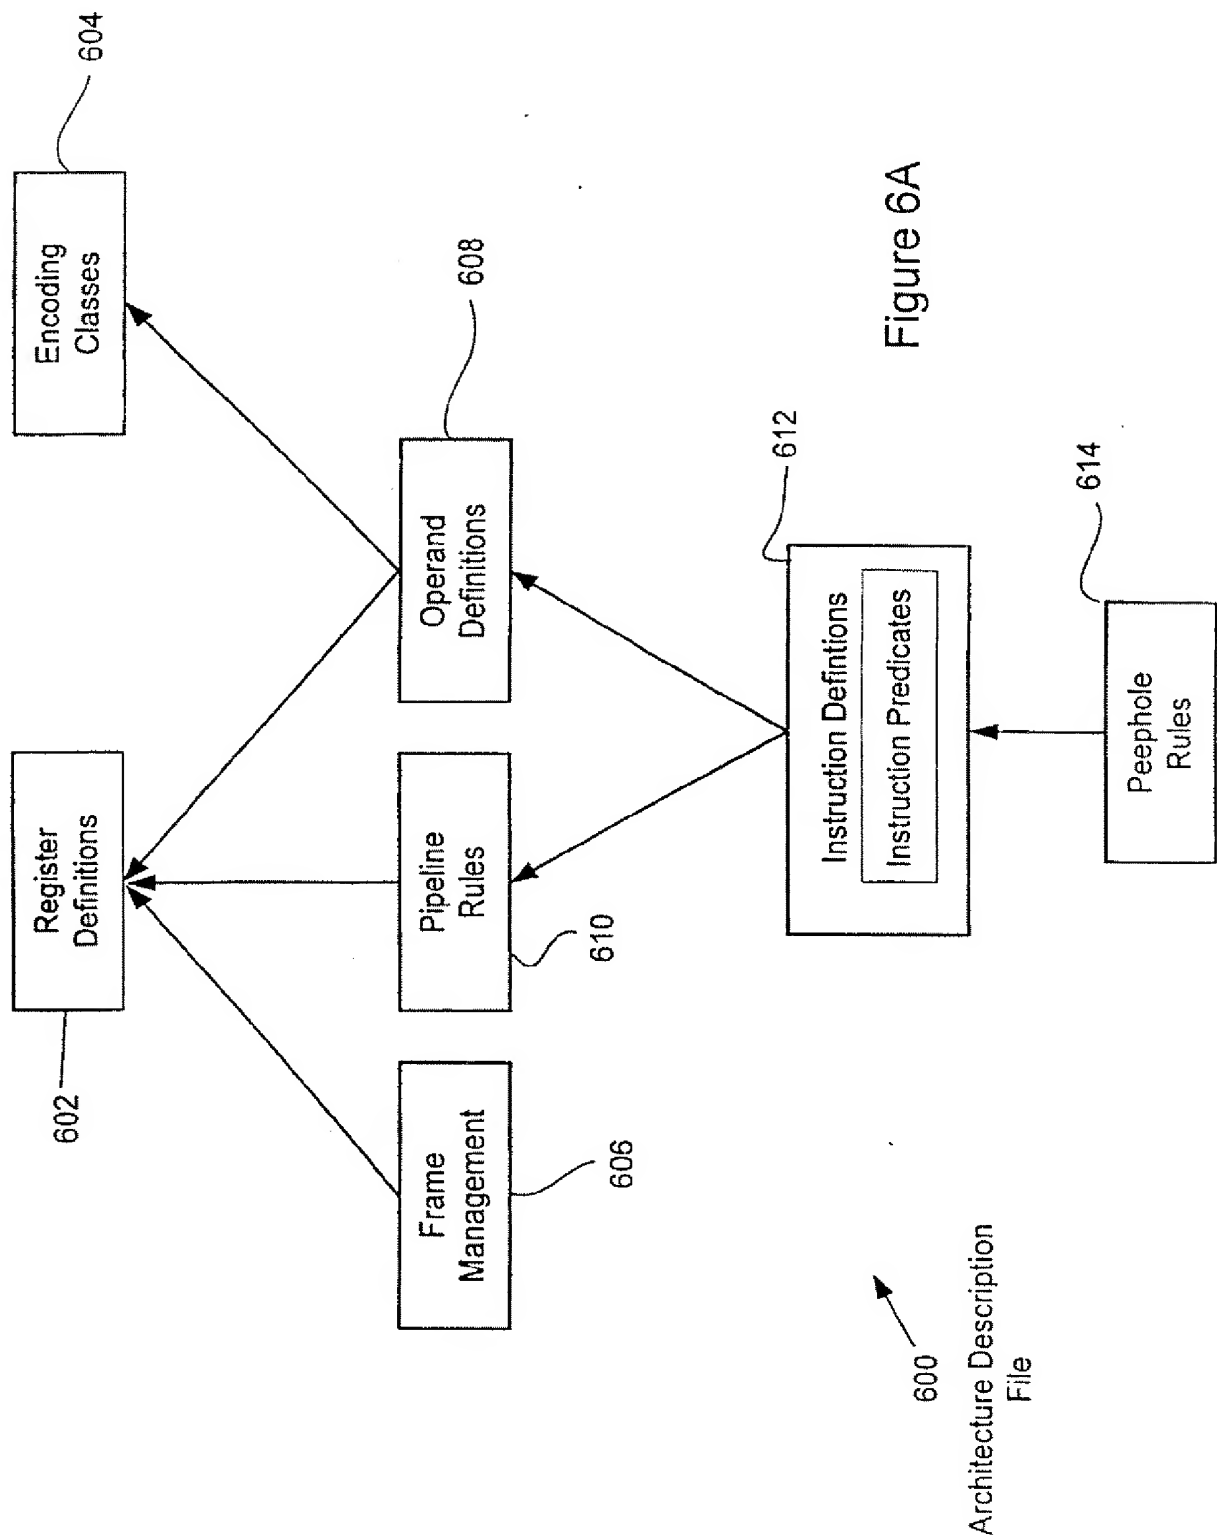 604
Encoding
Classes
602
Register
Definitions
608
Operand
Definitions
Pipeline
Rules
610
Frame
Management
606
612
Instruction Defintions
Instruction Predicates
614
Peephole
Rules
600
Architecture Description
File
Figure 6A